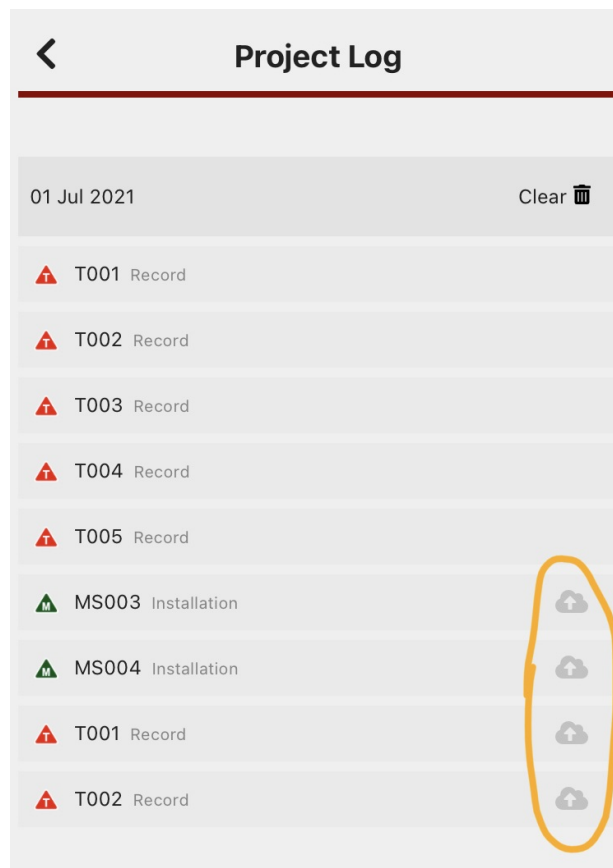 Project Log
01 Jul 2021 Clear
T T001 Record
T T002 Record
T T003 Record
T T004 Record
T T005 Record
M MS003 Installation
M MS004 Installation
T T001 Record
T T002 Record